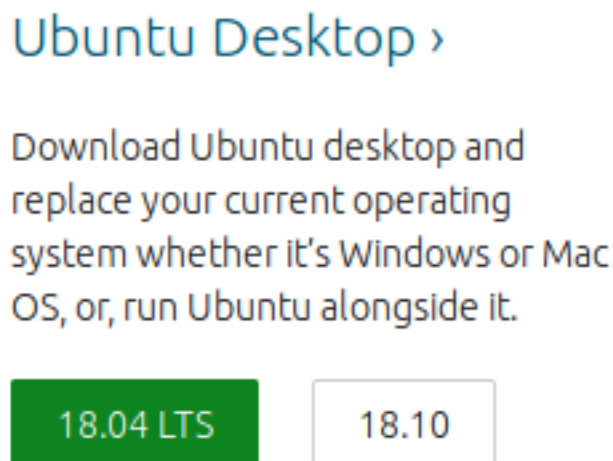 Ubuntu Desktop ›
Download Ubuntu desktop and
replace your current operating
system whether it's Windows or Mac
OS, or, run Ubuntu alongside it.
18.04 LTS
18.10